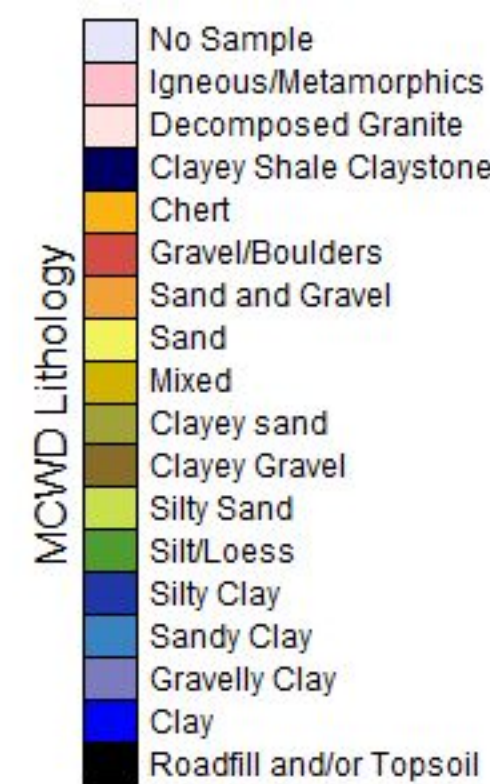 MCWD Lithology
No Sample
Igneous/Metamorphics
Decomposed Granite
Clayey Shale Claystone
Chert
Gravel/Boulders
Sand and Gravel
Sand
Mixed
Clayey sand
Clayey Gravel
Silty Sand
Silt/Loess
Silty Clay
Sandy Clay
Gravelly Clay
Clay
Roadfill and/or Topsoil